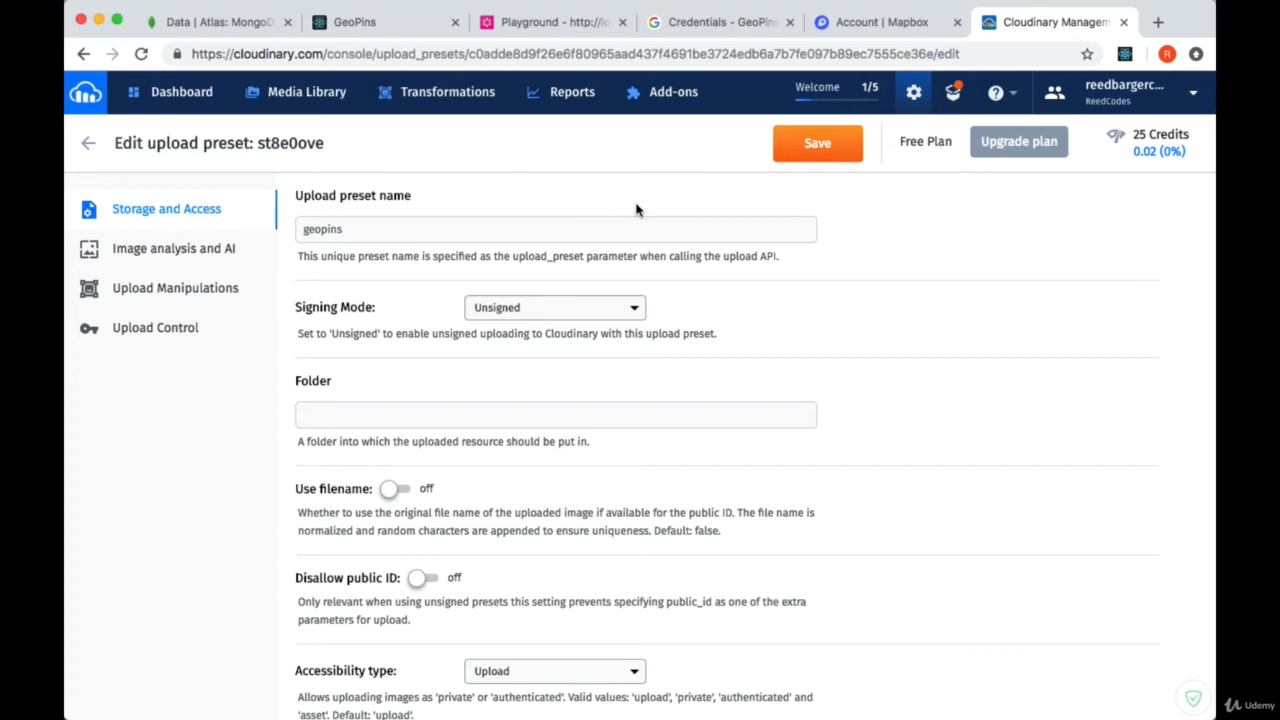 Data | Atlas: MongoD
GeoPins
Playground - http://lo
Credentials - GeoPins
Account | Mapbox
Cloudinary Manageme
https://cloudinary.com/console/upload_presets/c0adde8d9f26e6f80965aad437f4691be3724edb6a7b7fe097b89ec7555ce36e/edit
R
Dashboard
Media Library
Transformations
Reports
Add-ons
Welcome 1/5
reedbargerc...
ReedCodes
Edit upload preset: st8e0ove
Save
Free Plan
Upgrade plan
25 Credits
0.02 (0%)
Storage and Access
Image analysis and AI
Upload Manipulations
Upload Control
Upload preset name
geopins
This unique preset name is specified as the upload_preset parameter when calling the upload API.
Signing Mode: Unsigned
Set to 'Unsigned' to enable unsigned uploading to Cloudinary with this upload preset.
Folder
A folder into which the uploaded resource should be put in.
Use filename: off
Whether to use the original file name of the uploaded image if available for the public ID. The file name is
normalized and random characters are appended to ensure uniqueness. Default: false.
Disallow public ID: off
Only relevant when using unsigned presets this setting prevents specifying public_id as one of the extra
parameters for upload.
Accessibility type: Upload
Allows uploading images as 'private' or 'authenticated'. Valid values: 'upload', 'private', 'authenticated' and
'asset'. Default: 'upload'.
Udemy